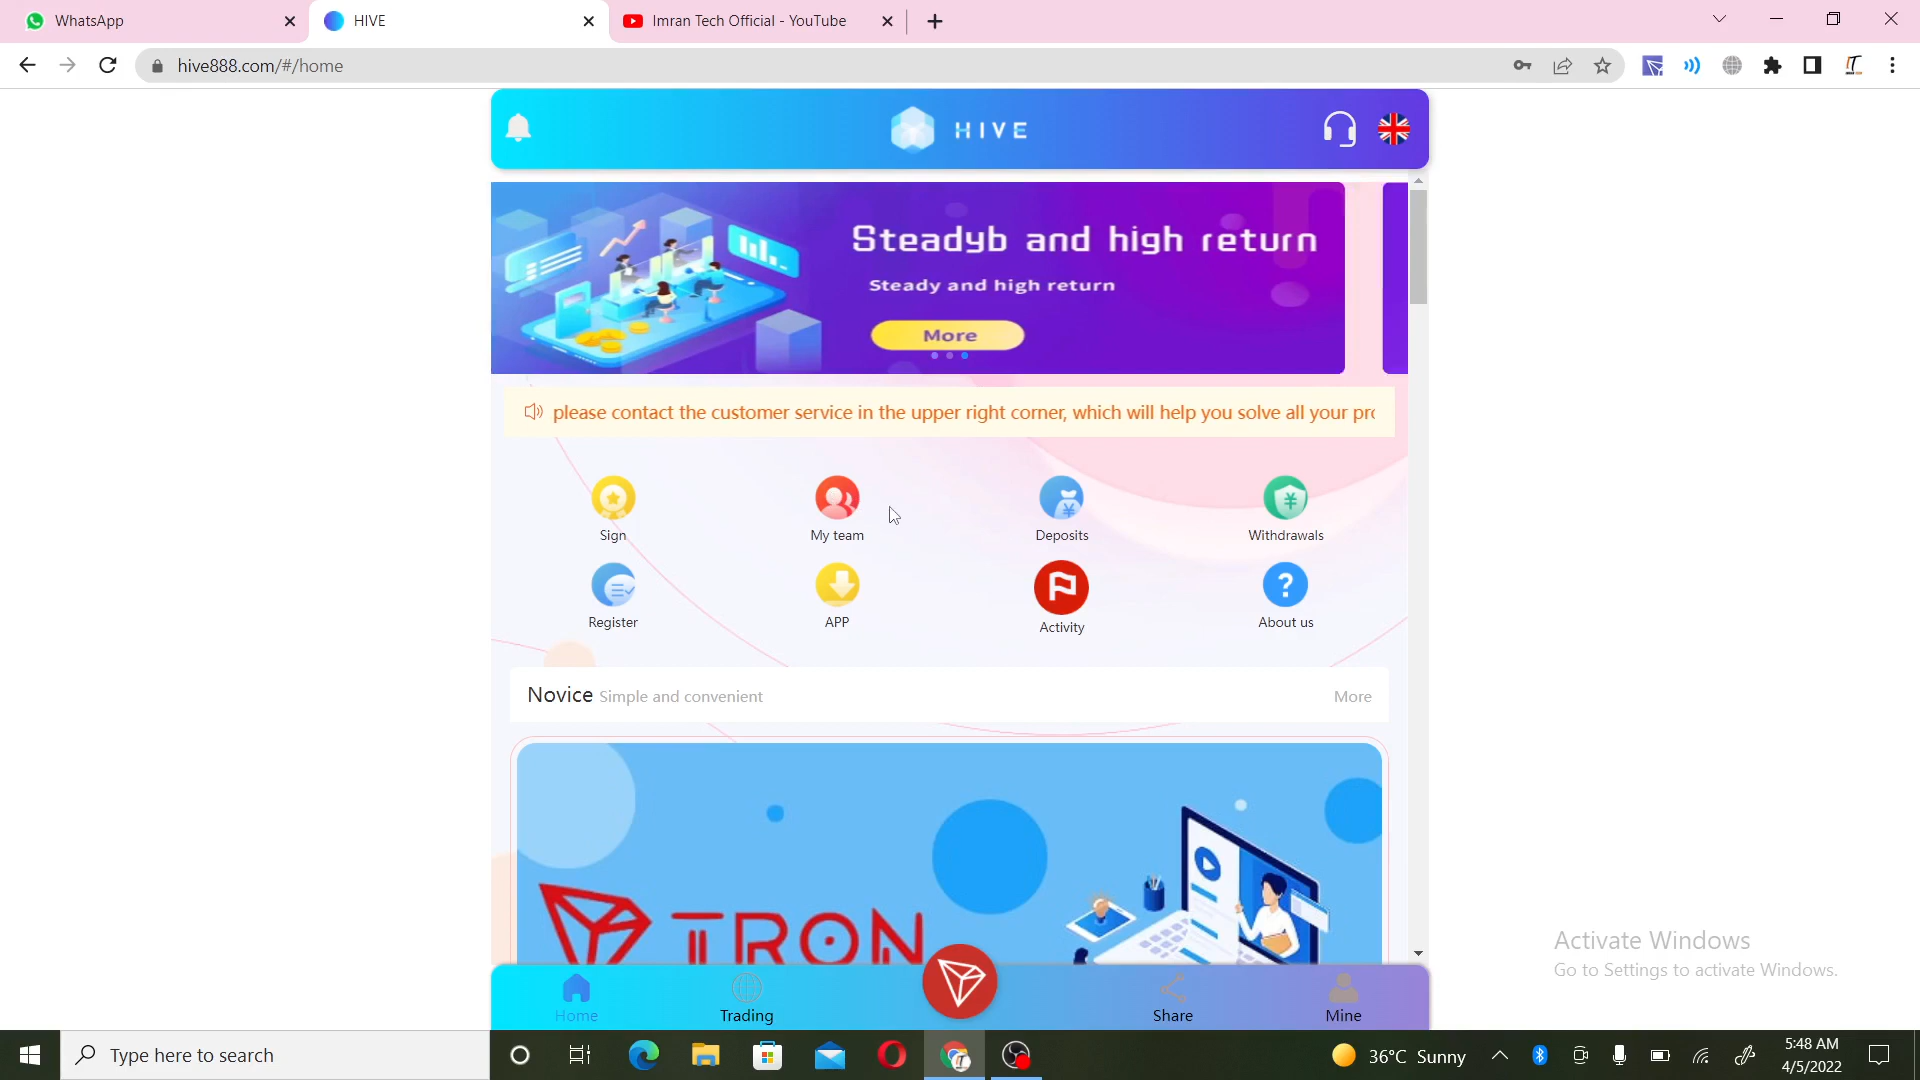 WhatsApp
HIVE
Imran Tech Official - YouTube
hive888.com/#/home
HIVE
Steadyb and high return
Steady and high return
More
please contact the customer service in the upper right corner, which will help you solve all your pr
Sign
My team
Deposits
Withdrawals
Register
APP
Activity
About us
Novice Simple and convenient
More
TRON
Activate Windows
Go to Settings to activate Windows.
Home
Trading
Share
Mine
Type here to search
36°C Sunny
5:48 AM
4/5/2022